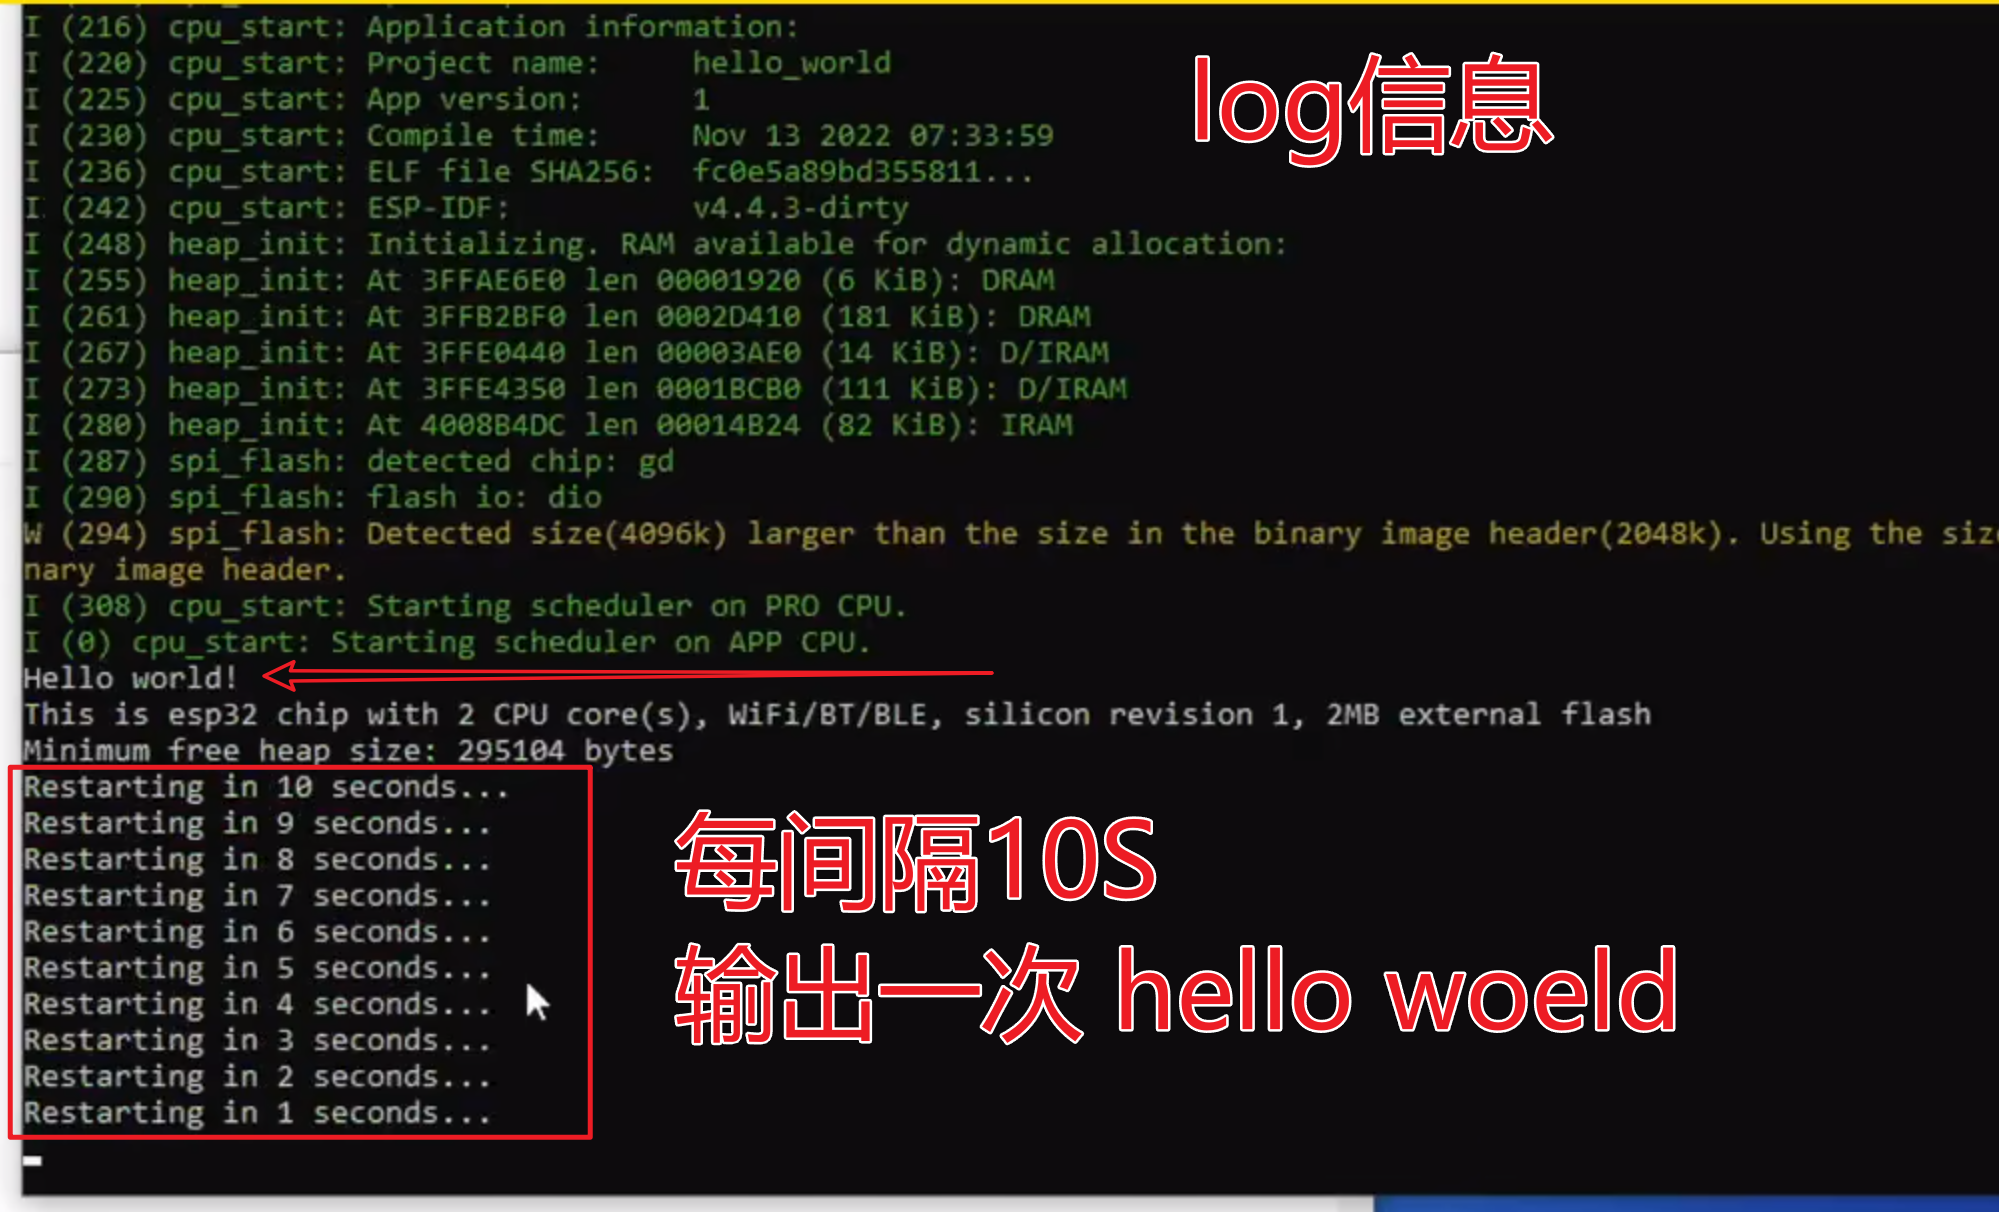 I (216) cpu_start: Application information:
I (220) cpu_start: Project name:     hello_world
I (225) cpu_start: App version:      1
I (230) cpu_start: Compile time:     Nov 13 2022 07:33:59
I (236) cpu_start: ELF file SHA256:  fc0e5a89bd355811...
I (242) cpu_start: ESP-IDF:          v4.4.3-dirty
I (248) heap_init: Initializing. RAM available for dynamic allocation:
I (255) heap_init: At 3FFAE6E0 len 00001920 (6 KiB): DRAM
I (261) heap_init: At 3FFB2BF0 len 0002D410 (181 KiB): DRAM
I (267) heap_init: At 3FFE0440 len 00003AE0 (14 KiB): D/IRAM
I (273) heap_init: At 3FFE4350 len 0001BCB0 (111 KiB): D/IRAM
I (280) heap_init: At 4008B4DC len 00014B24 (82 KiB): IRAM
I (287) spi_flash: detected chip: gd
I (290) spi_flash: flash io: dio
W (294) spi_flash: Detected size(4096k) larger than the size in the binary image header(2048k). Using the siz
nary image header.
I (308) cpu_start: Starting scheduler on PRO CPU.
I (0) cpu_start: Starting scheduler on APP CPU.
Hello world!
This is esp32 chip with 2 CPU core(s), WiFi/BT/BLE, silicon revision 1, 2MB external flash
Minimum free heap size: 295104 bytes
Restarting in 10 seconds...
Restarting in 9 seconds...
Restarting in 8 seconds...
Restarting in 7 seconds...
Restarting in 6 seconds...
Restarting in 5 seconds...
Restarting in 4 seconds...
Restarting in 3 seconds...
Restarting in 2 seconds...
Restarting in 1 seconds...
log信息
每间隔10S
输出一次 hello woeld